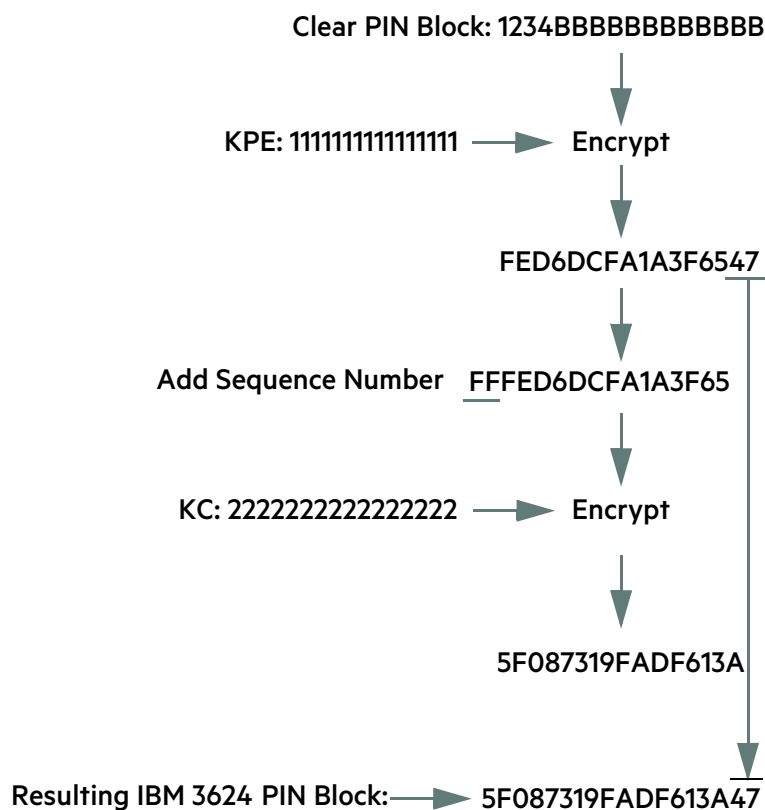 Clear PIN Block: 1234BBBBBBBBBBBB
KPE: 1111111111111111
Encrypt
FED6DCFA1A3F6547
Add Sequence Number FFFED6DCFA1A3F65
KC: 2222222222222222
Encrypt
5F087319FADF613A
Resulting IBM 3624 PIN Block: 5F087319FADF613A47